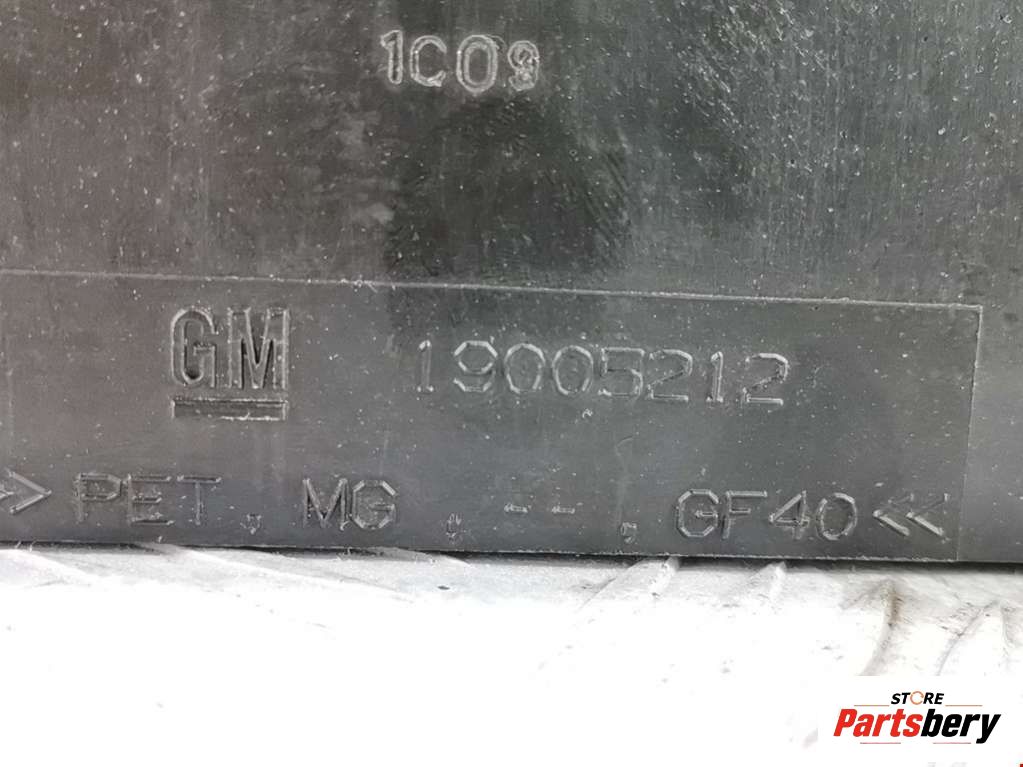 1C09
GM 19005212
>> PET, MG, --, GF40 <<
STORE
Partsbery